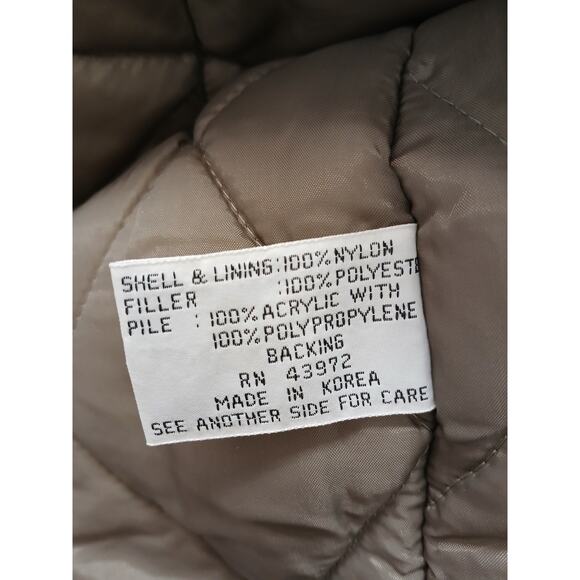 SHELL & LINING:100%NYLON
FILLER :100%POLYESTE
PILE :100%ACRYLIC WITH
100%POLYPROPYLENE
BACKING
RN 43972
MADE IN KOREA
SEE ANOTHER SIDE FOR CARE